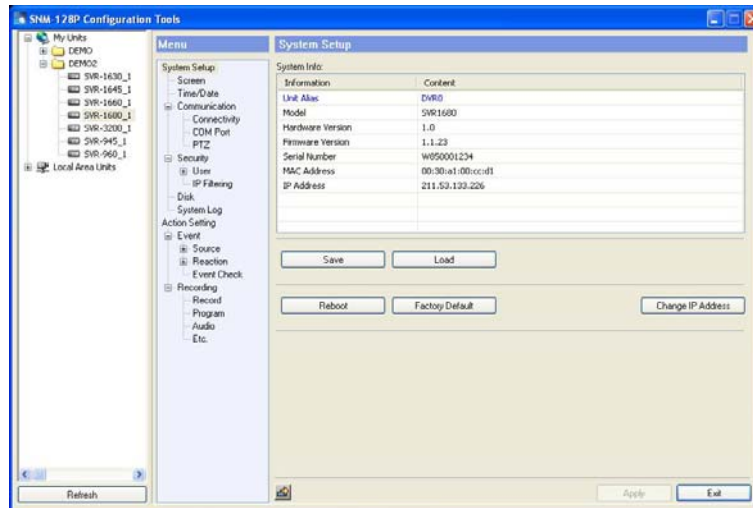 SNM-128P Configuration Tools
My Units
DEMO
DEMO2
SVR-1630_1
SVR-1645_1
SVR-1660_1
SVR-1680_1
SVR-3200_1
SVR-945_1
SVR-960_1
Local Area Units
Refresh
Menu
System Setup
Screen
Time/Date
Communication
Connectivity
COM Port
PTZ
Security
User
IP Filtering
Disk
System Log
Action Setting
Event
Source
Reaction
Event Check
Recording
Record
Program
Audio
Etc.
System Setup
System Info:
Information Content
Unit Alias DVR0
Model SVR1680
Hardware Version 1.0
Firmware Version 1.1.23
Serial Number W050001234
MAC Address 00:30:a1:00:cc:d1
IP Address 211.53.133.226
Save Load
Reboot Factory Default Change IP Address
Apply Exit